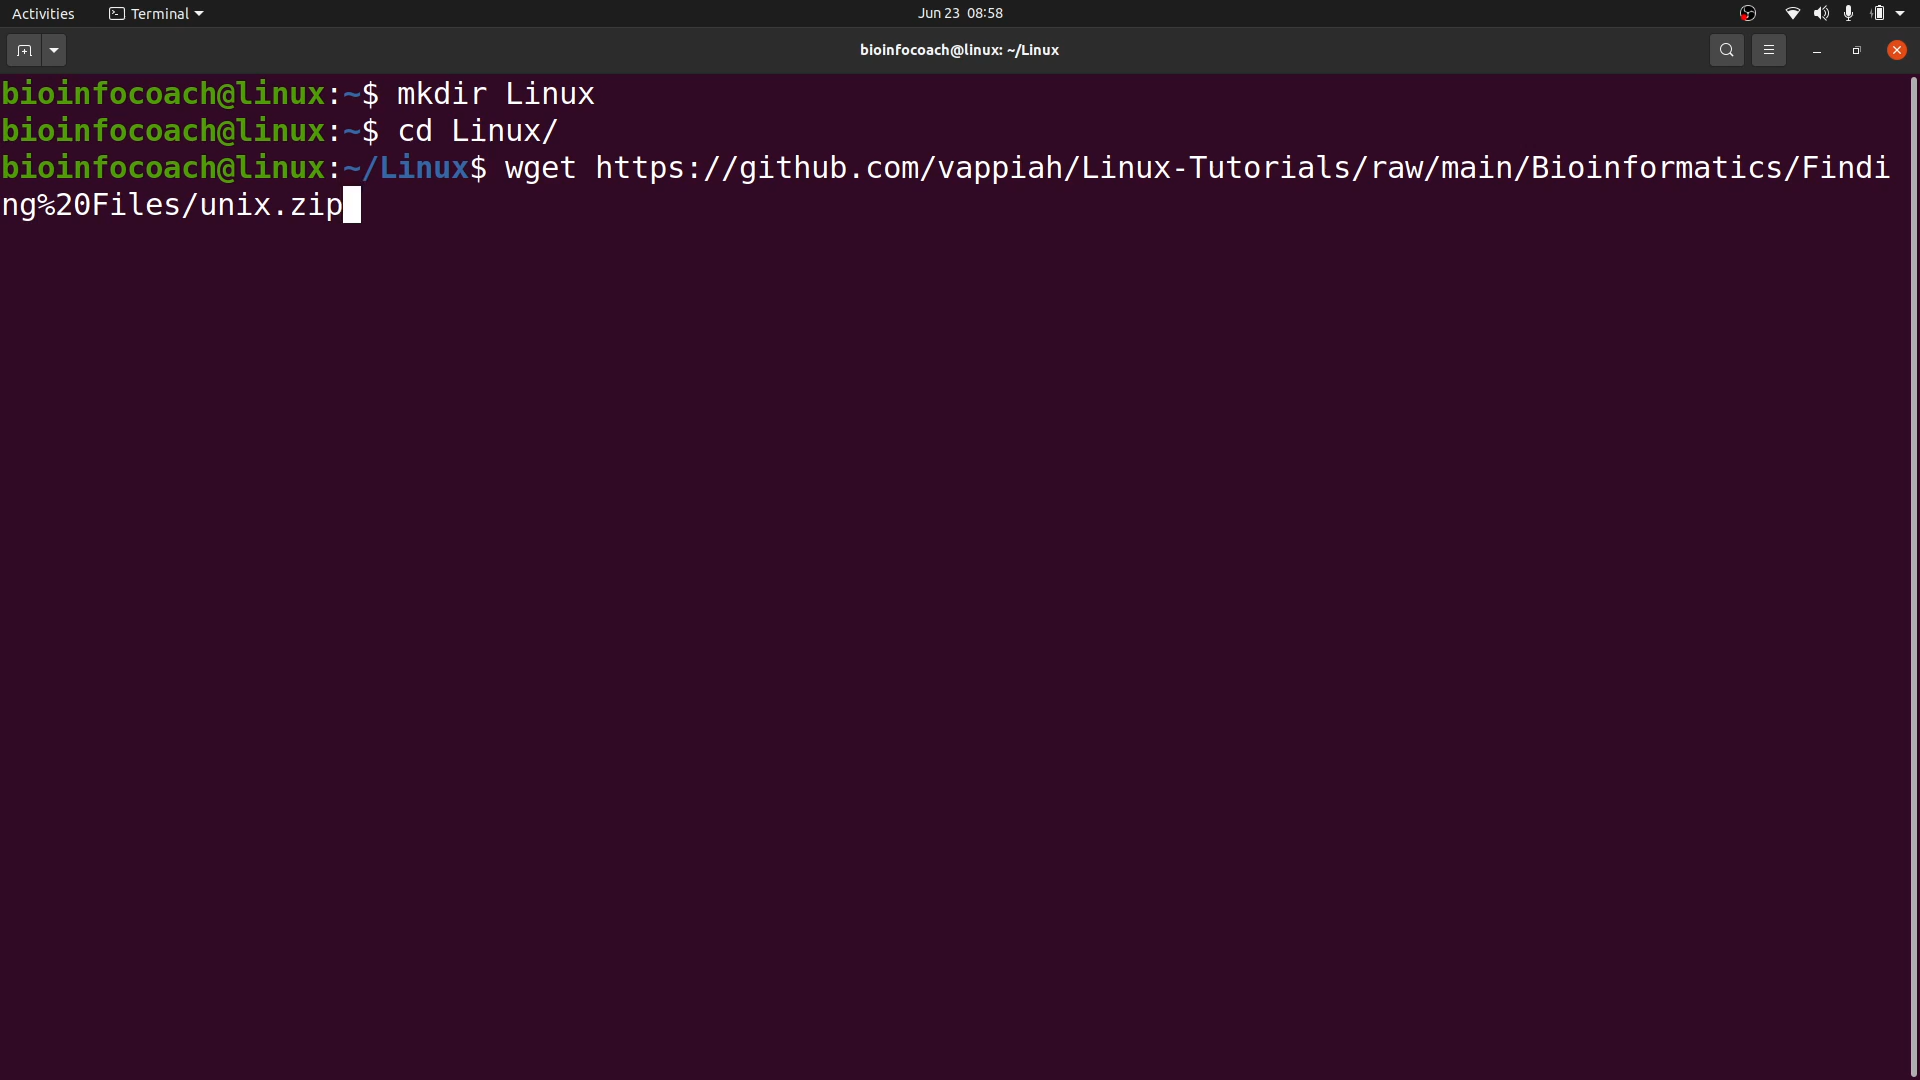 Activities Terminal Jun 23 08:58
bioinfocoach@linux: ~/Linux
bioinfocoach@linux:~$ mkdir Linux
bioinfocoach@linux:~$ cd Linux/
bioinfocoach@linux:~/Linux$ wget https://github.com/vappiah/Linux-Tutorials/raw/main/Bioinformatics/Findi
ng%20Files/unix.zip